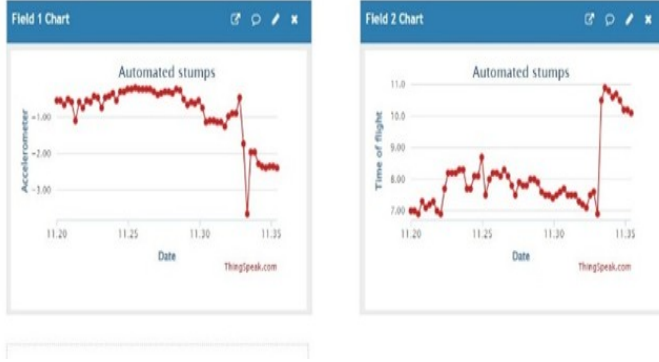 Field 1 Chart
Automated stumps
Accelerometer
-1.00
-2.00
-3.00
11:20
11:25
11:30
11:35
Date
ThingSpeak.com
Field 2 Chart
Automated stumps
Time of flight
11.0
10.0
9.00
8.00
7.00
11:20
11:25
11:30
11:35
Date
ThingSpeak.com